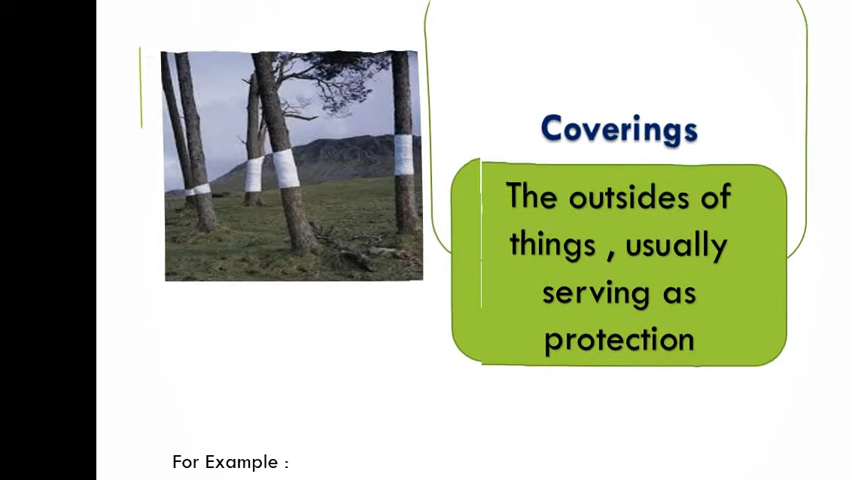 Coverings
The outsides of
things , usually
serving as
protection
For Example :